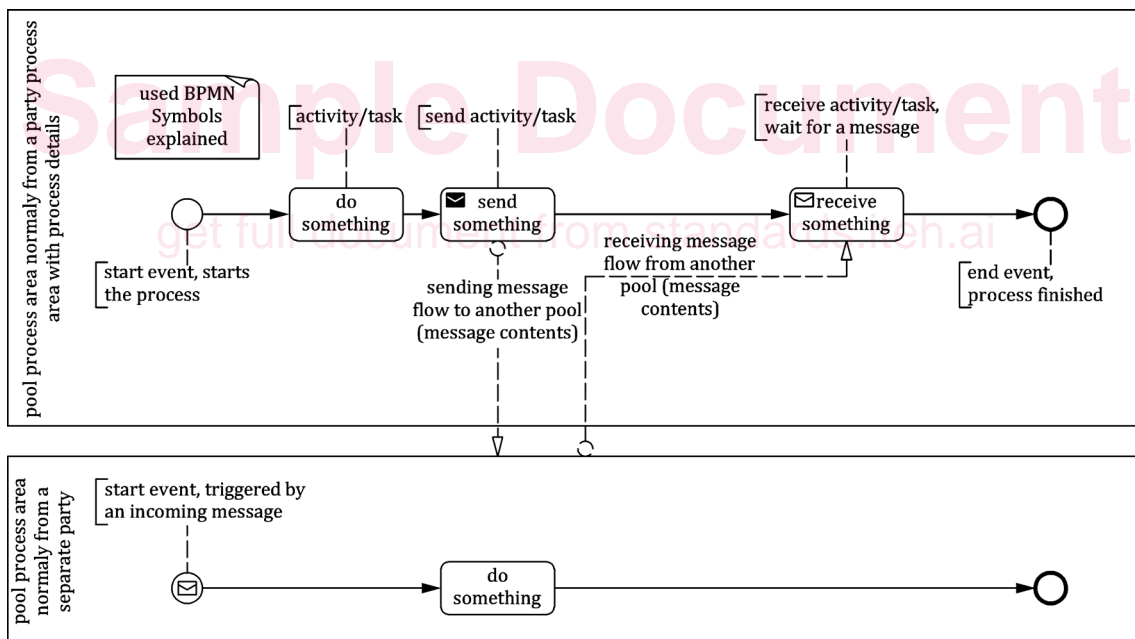 pool process area normaly from a party process
area with process details
Sample Document
get full document from standards.iteh.ai
used BPMN
Symbols
explained
activity/task
send activity/task
receive activity/task,
wait for a message
do
something
send
something
receive
something
start event, starts
the process
sending message
flow to another pool
(message contents)
receiving message
flow from another
pool (message
contents)
end event,
process finished
pool process area
normaly from a
separate party
start event, triggered by
an incoming message
do
something